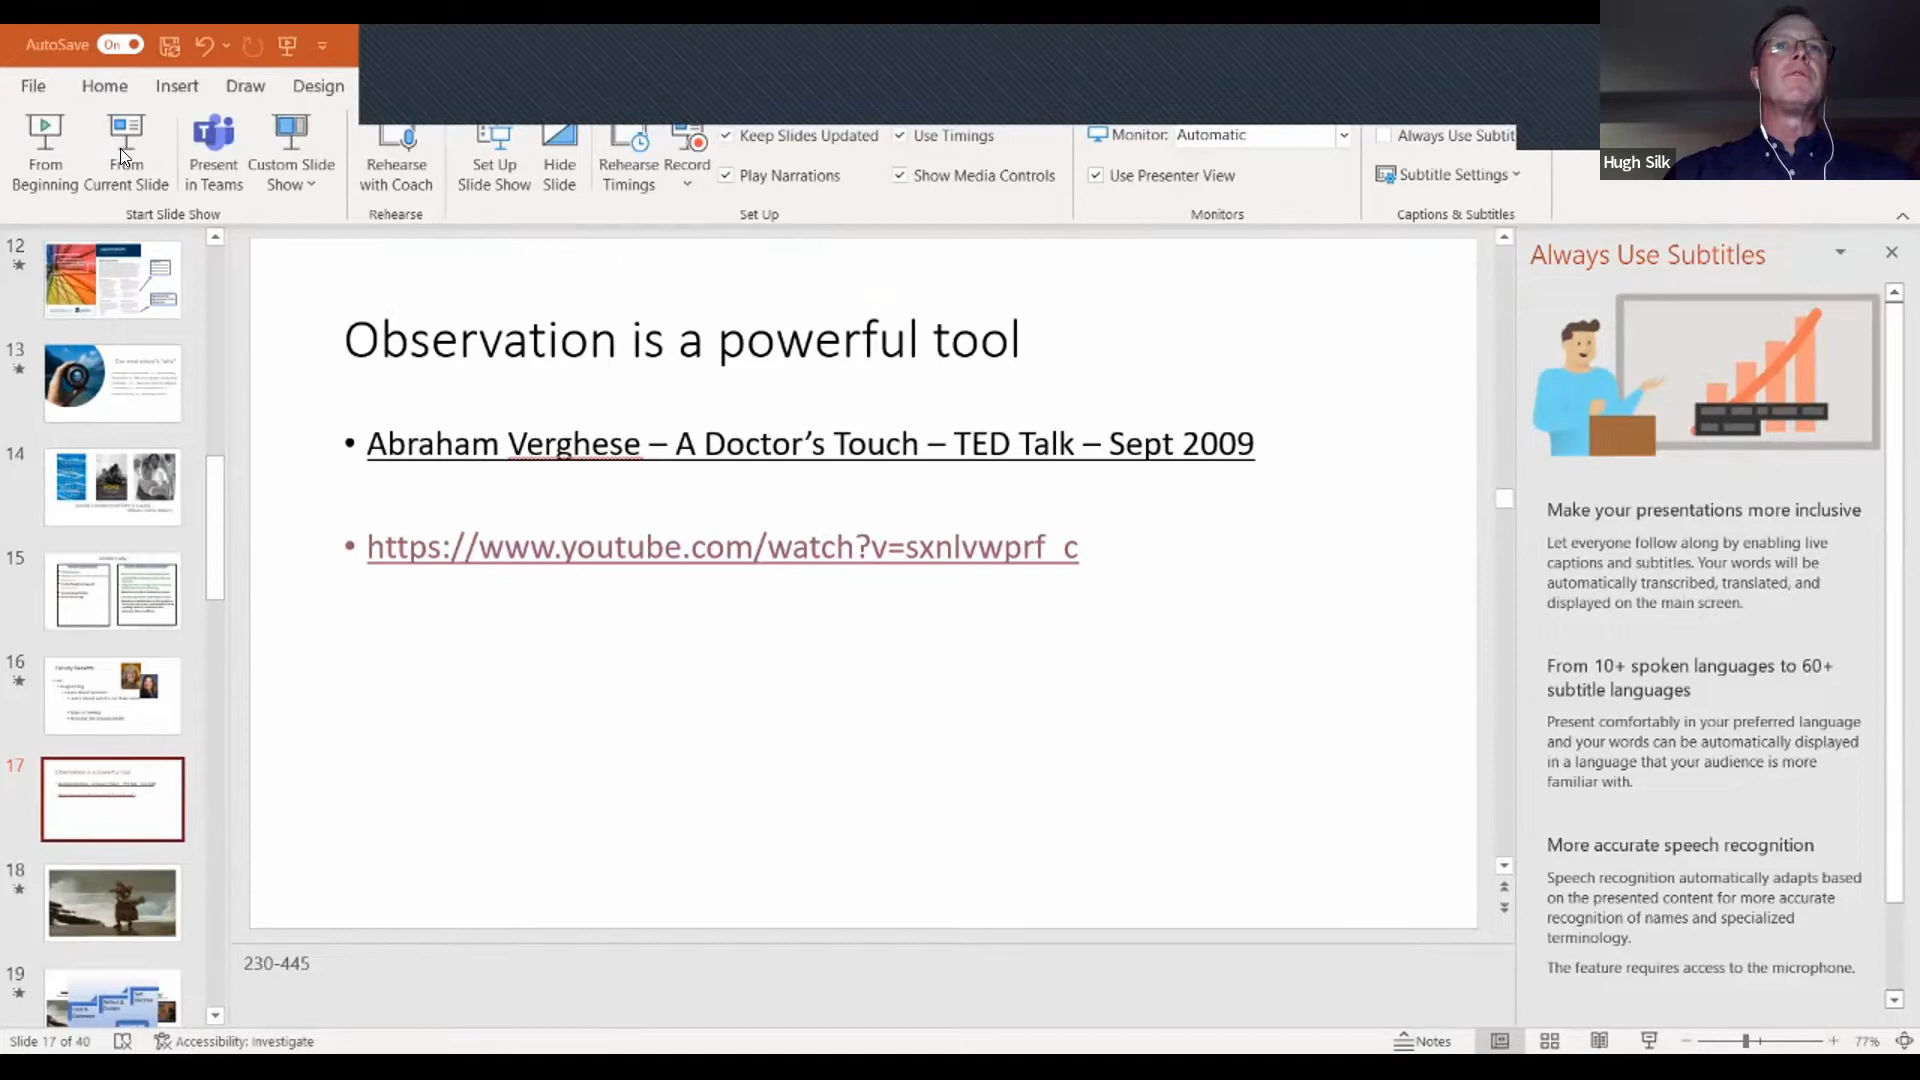 AutoSave On
File Home Insert Draw Design
From Beginning
From Current Slide
Present in Teams
Custom Slide Show
Start Slide Show
Rehearse with Coach
Rehearse
Set Up Slide Show
Hide Slide
Rehearse Timings
Record
Keep Slides Updated
Use Timings
Play Narrations
Show Media Controls
Set Up
Monitor: Automatic
Use Presenter View
Monitors
Always Use Subtit
Subtitle Settings
Captions & Subtitles
Hugh Silk
12
13
14
15
16
17
18
19
Observation is a powerful tool
• Abraham Verghese – A Doctor’s Touch – TED Talk – Sept 2009
• https://www.youtube.com/watch?v=sxnlvwprf_c
230-445
Always Use Subtitles
Make your presentations more inclusive
Let everyone follow along by enabling live
captions and subtitles. Your words will be
automatically transcribed, translated, and
displayed on the main screen.
From 10+ spoken languages to 60+
subtitle languages
Present comfortably in your preferred language
and your words can be automatically displayed
in a language that your audience is more
familiar with.
More accurate speech recognition
Speech recognition automatically adapts based
on the presented content for more accurate
recognition of names and specialized
terminology.
The feature requires access to the microphone.
Slide 17 of 40
Accessibility: Investigate
Notes
77%